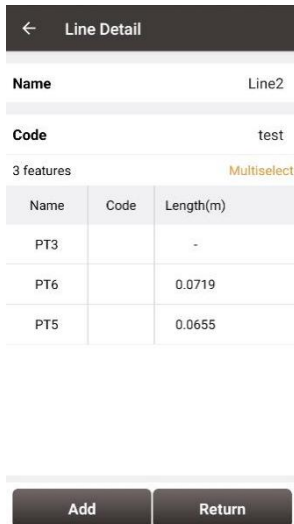 Line Detail
Name Line2
Code test
3 features Multiselect
Name Code Length(m)
PT3 -
PT6 0.0719
PT5 0.0655
Add Return